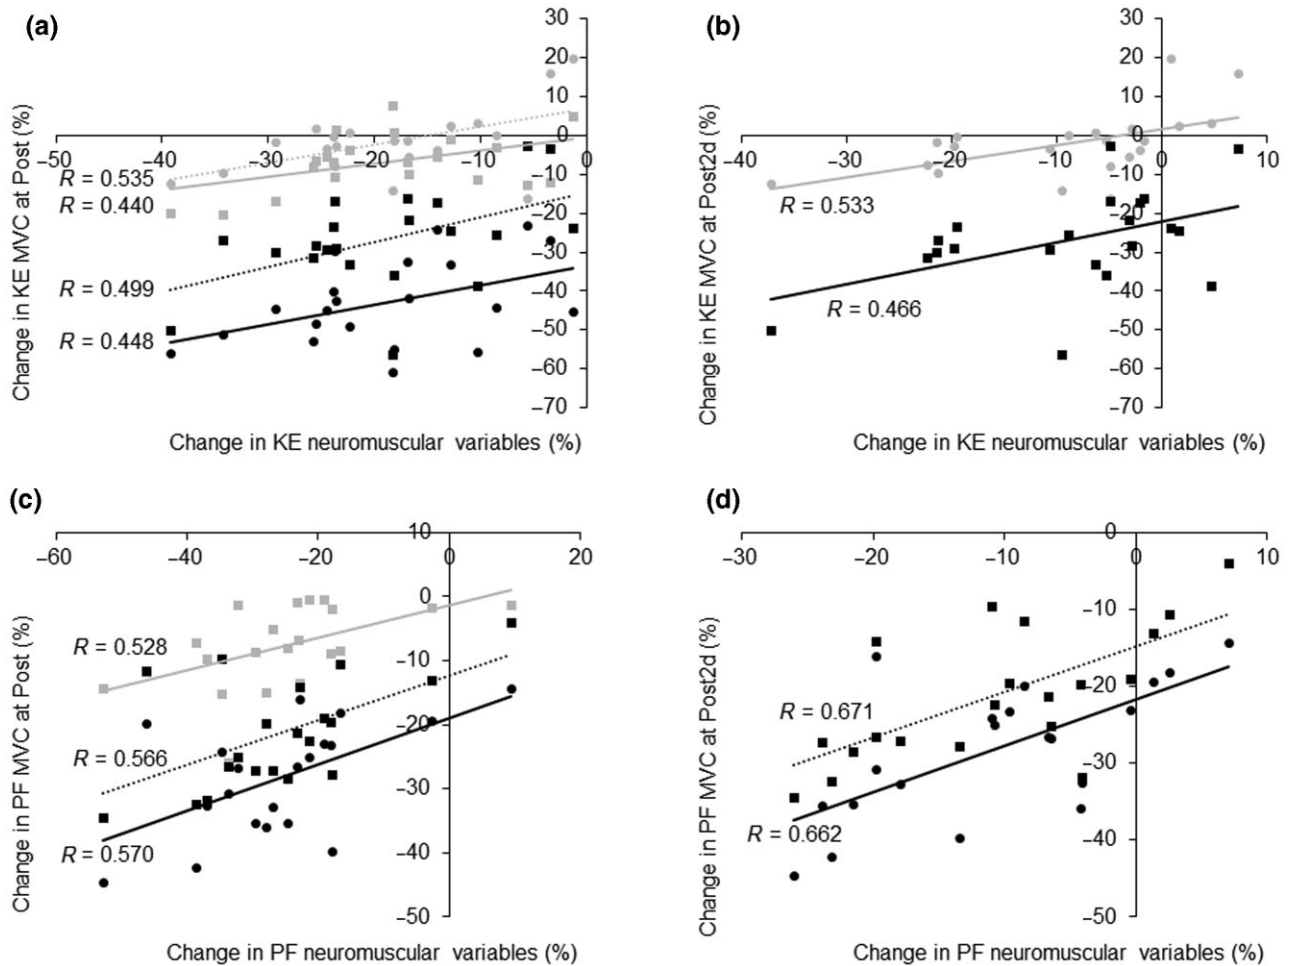 (a)
Change in KE MVC at Post (%)
30
20
10
0
−10
−20
−30
−40
−50
−60
−70
−50
−40
−30
−20
−10
0
R = 0.535
R = 0.440
R = 0.499
R = 0.448
Change in KE neuromuscular variables (%)
(b)
Change in KE MVC at Post2d (%)
30
20
10
0
−10
−20
−30
−40
−50
−60
−70
−40
−30
−20
−10
0
10
R = 0.533
R = 0.466
Change in KE neuromuscular variables (%)
(c)
Change in PF MVC at Post (%)
10
0
−10
−20
−30
−40
−50
−60
−40
−20
0
20
R = 0.528
R = 0.566
R = 0.570
Change in PF neuromuscular variables (%)
(d)
Change in PF MVC at Post2d (%)
0
−10
−20
−30
−40
−50
−30
−20
−10
0
10
R = 0.671
R = 0.662
Change in PF neuromuscular variables (%)